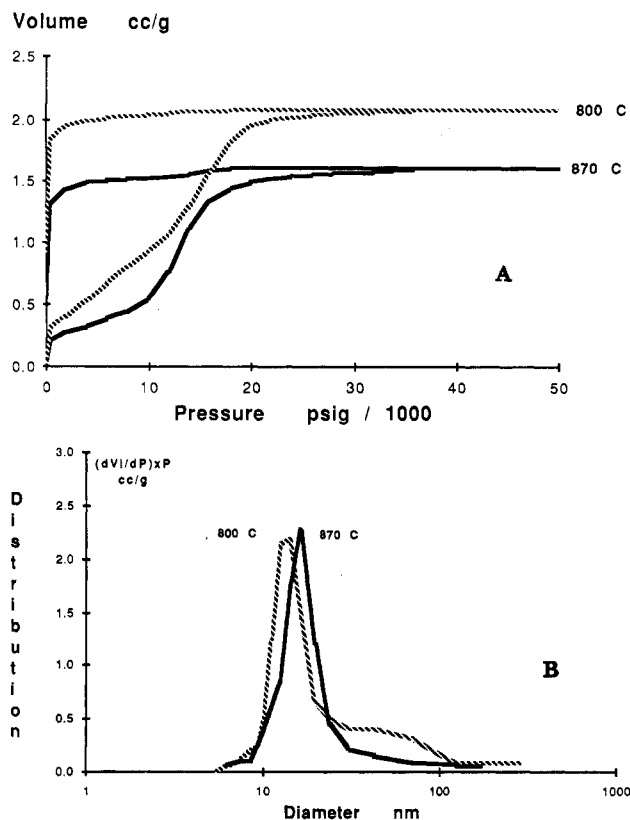 Volume cc/g
2.5
2.0
1.5
1.0
0.5
0.0
800 C
870 C
A
0 10 20 30 40 50
Pressure psig / 1000
3.0
2.5
2.0
1.5
1.0
0.5
0.0
(dVI/dP)xP
cc/g
Distribution
800 C 870 C
B
1 10 100 1000
Diameter nm